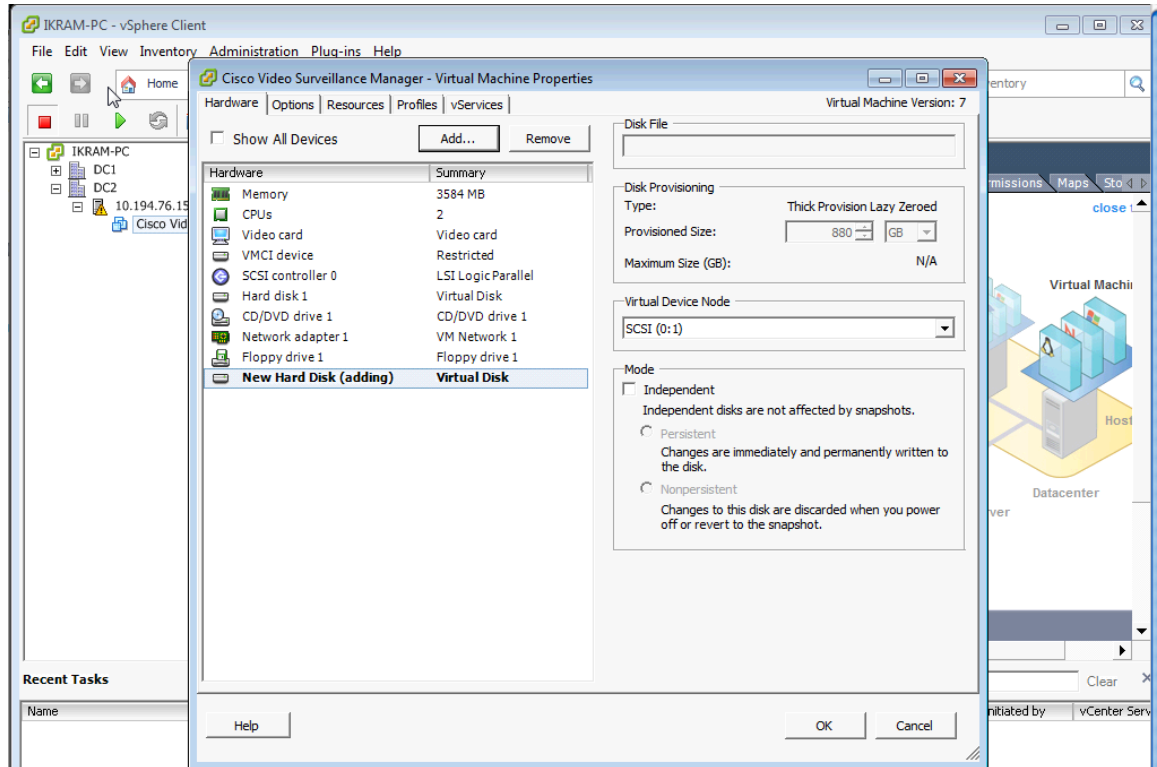 IKRAM-PC - vSphere Client
File Edit View Inventory Administration Plug-ins Help
Home
Cisco Video Surveillance Manager - Virtual Machine Properties
Hardware Options Resources Profiles vServices
Virtual Machine Version: 7
Show All Devices
Add...
Remove
Hardware Summary
Memory 3584 MB
CPUs 2
Video card Video card
VMCI device Restricted
SCSI controller 0 LSI Logic Parallel
Hard disk 1 Virtual Disk
CD/DVD drive 1 CD/DVD drive 1
Network adapter 1 VM Network 1
Floppy drive 1 Floppy drive 1
New Hard Disk (adding) Virtual Disk
Disk File
Disk Provisioning
Type: Thick Provision Lazy Zeroed
Provisioned Size: 880 GB
Maximum Size (GB): N/A
Virtual Device Node
SCSI (0:1)
Mode
Independent
Independent disks are not affected by snapshots.
Persistent
Changes are immediately and permanently written to
the disk.
Nonpersistent
Changes to this disk are discarded when you power
off or revert to the snapshot.
Help
OK
Cancel
IKRAM-PC
DC1
DC2
10.194.76.15
Cisco Vid
entory
missions Maps Sto
close t
Virtual Machi
Host
Datacenter
ver
Recent Tasks
Clear
Name
nitiated by vCenter Serv